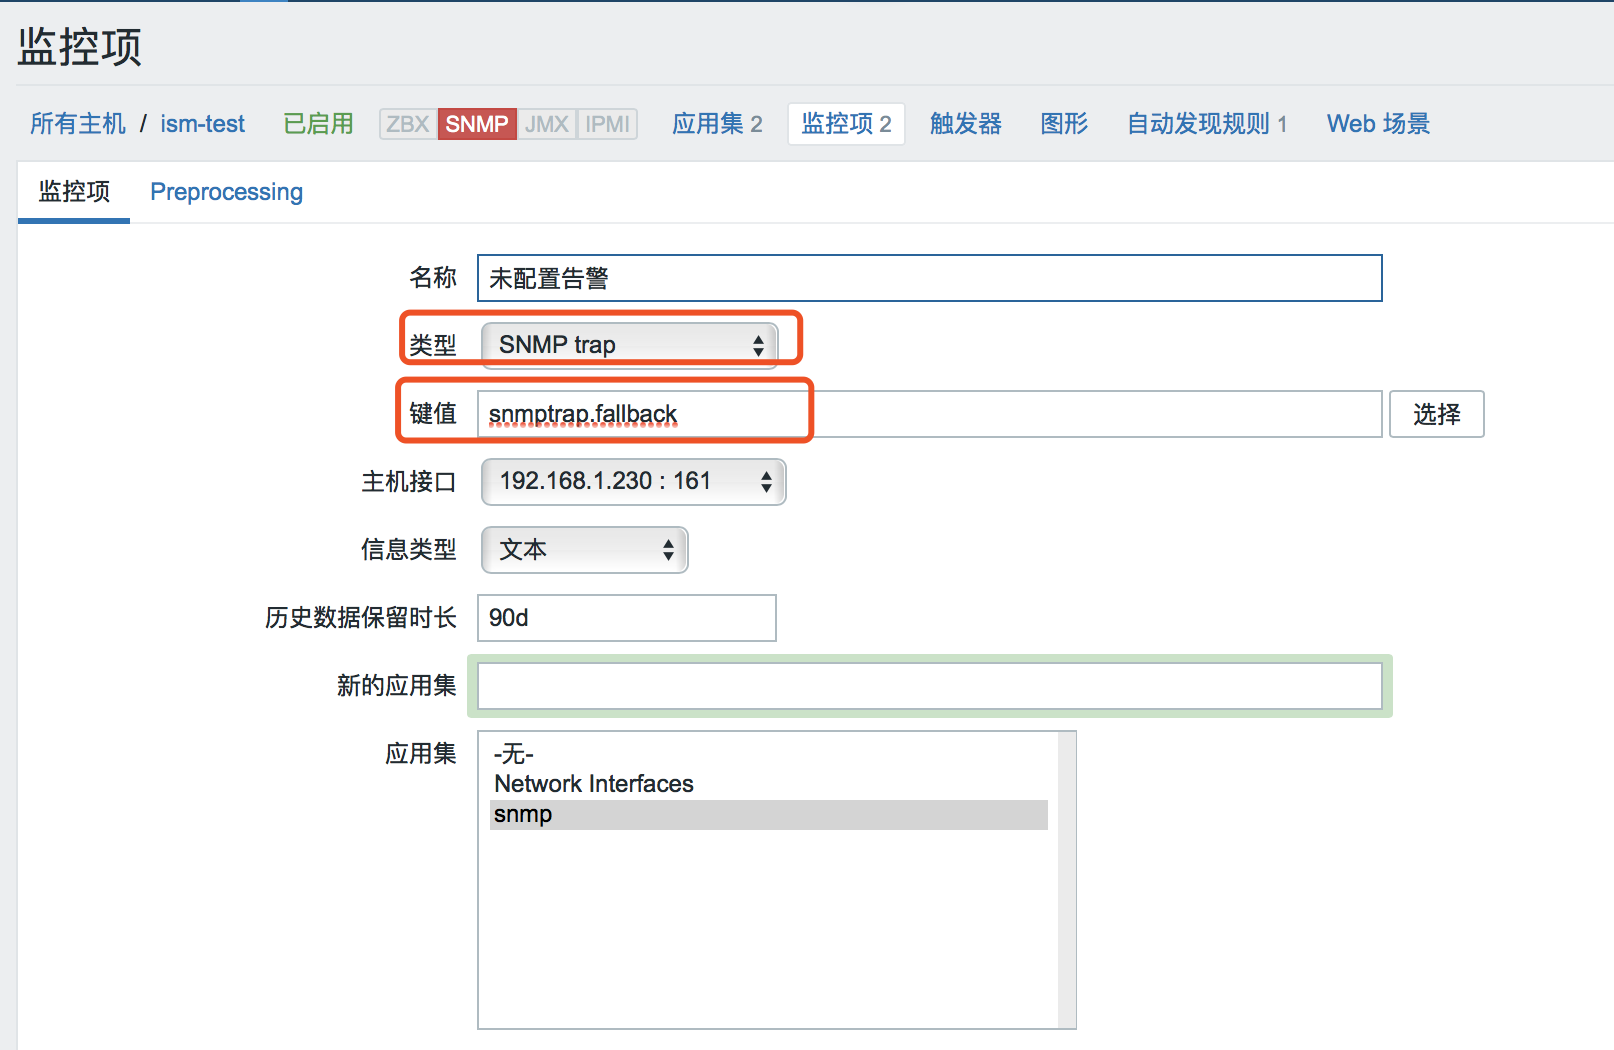 监控项
所有主机 / ism-test 已启用 ZBX SNMP JMX IPMI 应用集 2 监控项 2 触发器 图形 自动发现规则 1 Web 场景
监控项 Preprocessing
名称 未配置告警
类型 SNMP trap
键值 snmptrap.fallback 选择
主机接口 192.168.1.230 : 161
信息类型 文本
历史数据保留时长 90d
新的应用集
应用集 -无-
Network Interfaces
snmp